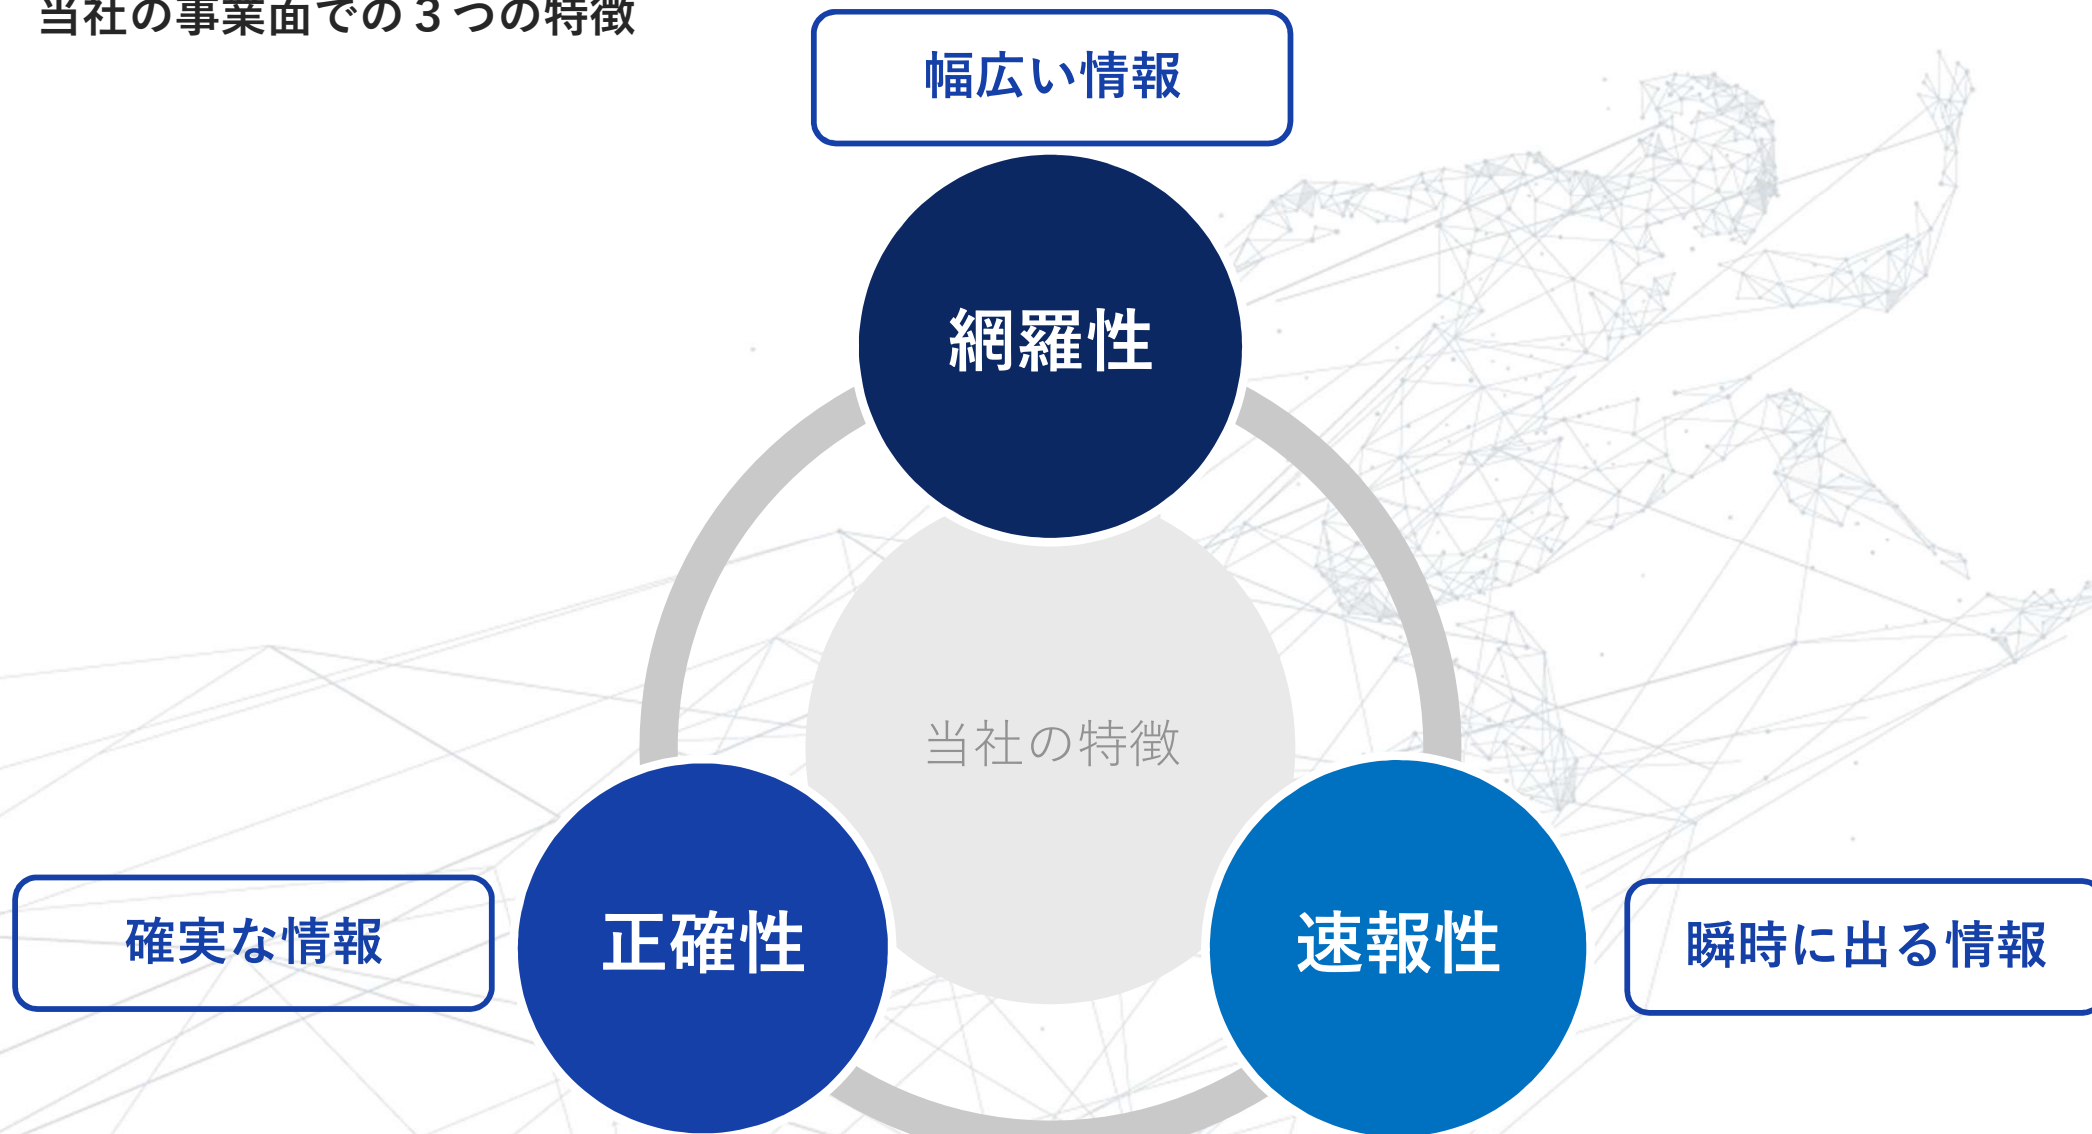 当社の事業面での３つの特徴
幅広い情報
網羅性
当社の特徴
正確性
速報性
確実な情報
瞬時に出る情報